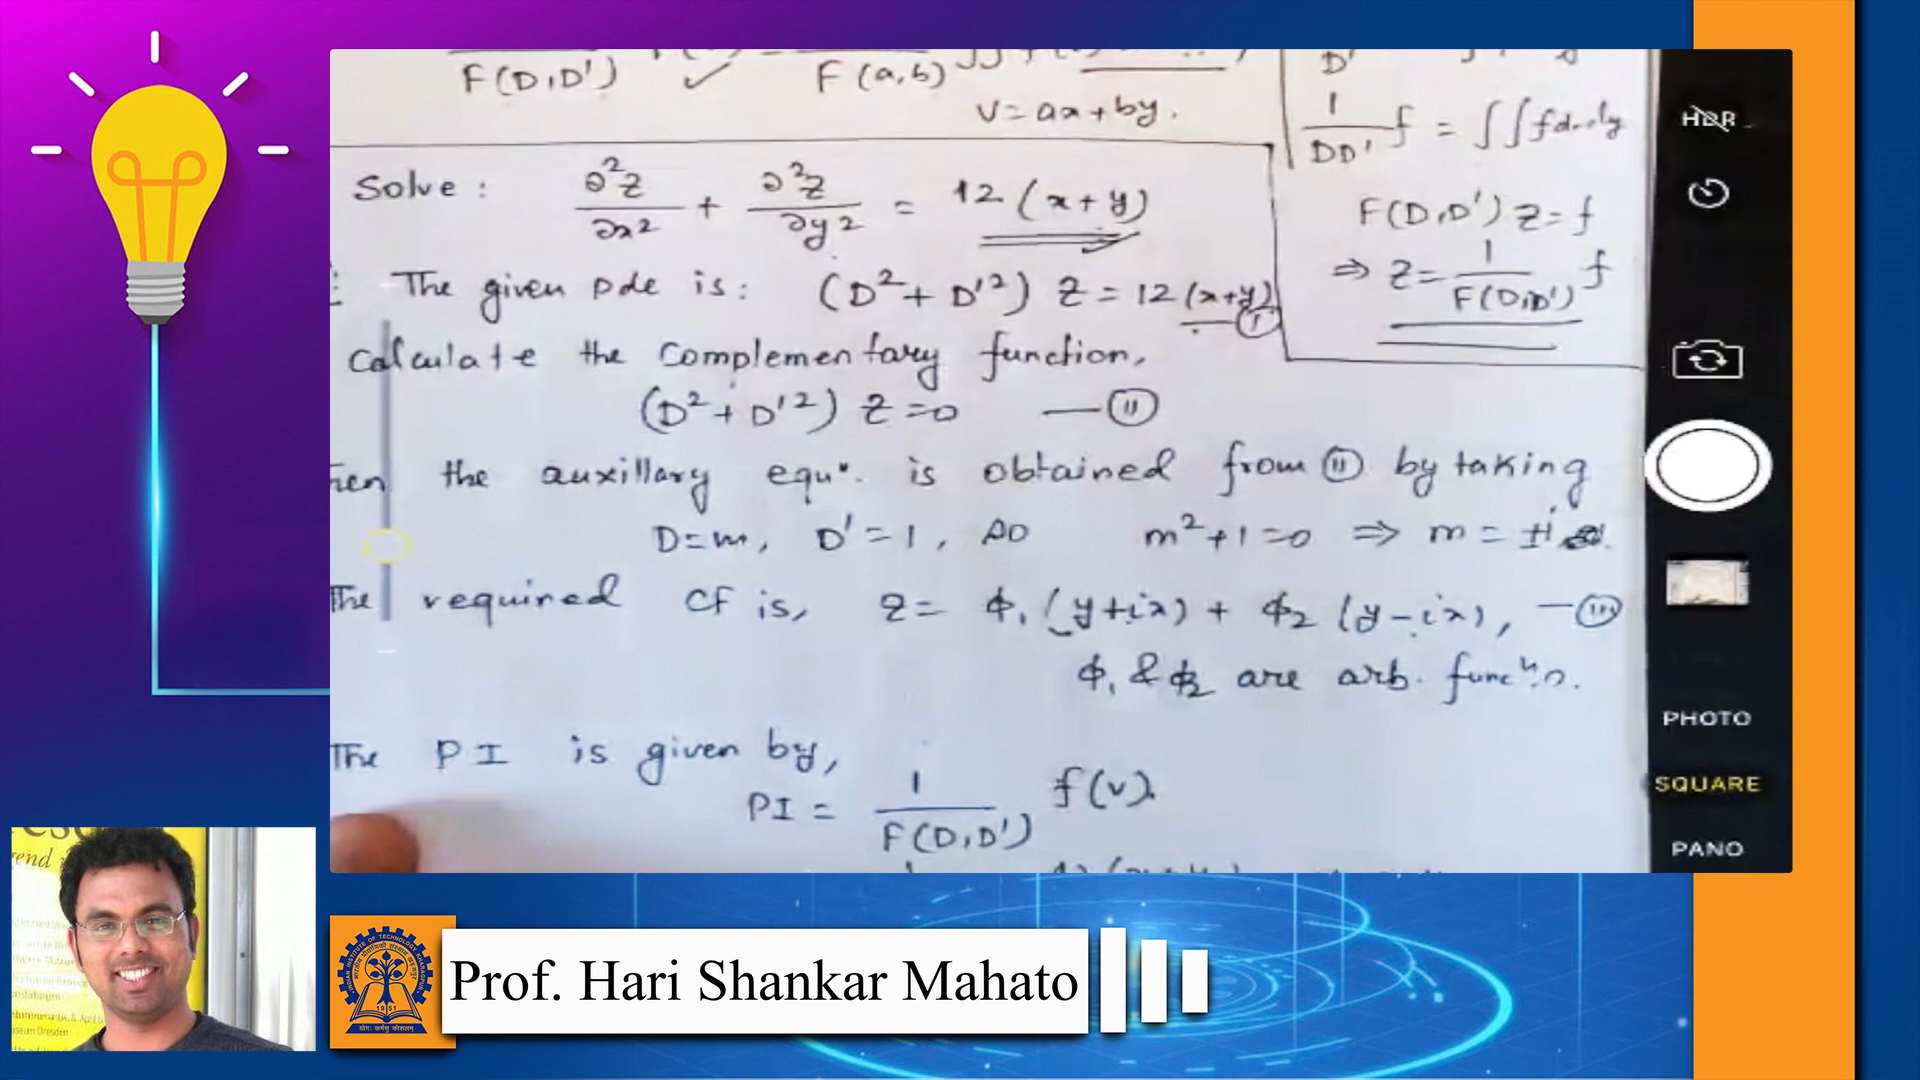 F(D,D')
F(a,b)
v = ax+by.
D'
1/DD' f = ∫∫ f dxdy
Solve: ∂²z/∂x² + ∂²z/∂y² = 12(x+y)
F(D,D') z = f
⇒ z = 1/F(D,D') f
The given pde is: (D²+D'²) z = 12(x+y) — (I)
Calculate the complementary function,
(D²+D'²) z = 0 — (II)
the auxillary equⁿ. is obtained from (II) by taking
D=m, D'=1, so m²+1=0 ⇒ m = ±i
The required CF is, z = φ₁(y+ix) + φ₂(y-ix), — (III)
φ₁ & φ₂ are arb. funcⁿs.
The PI is given by,
PI = 1/F(D,D') f(v).
HDR
PHOTO
SQUARE
PANO
Prof. Hari Shankar Mahato